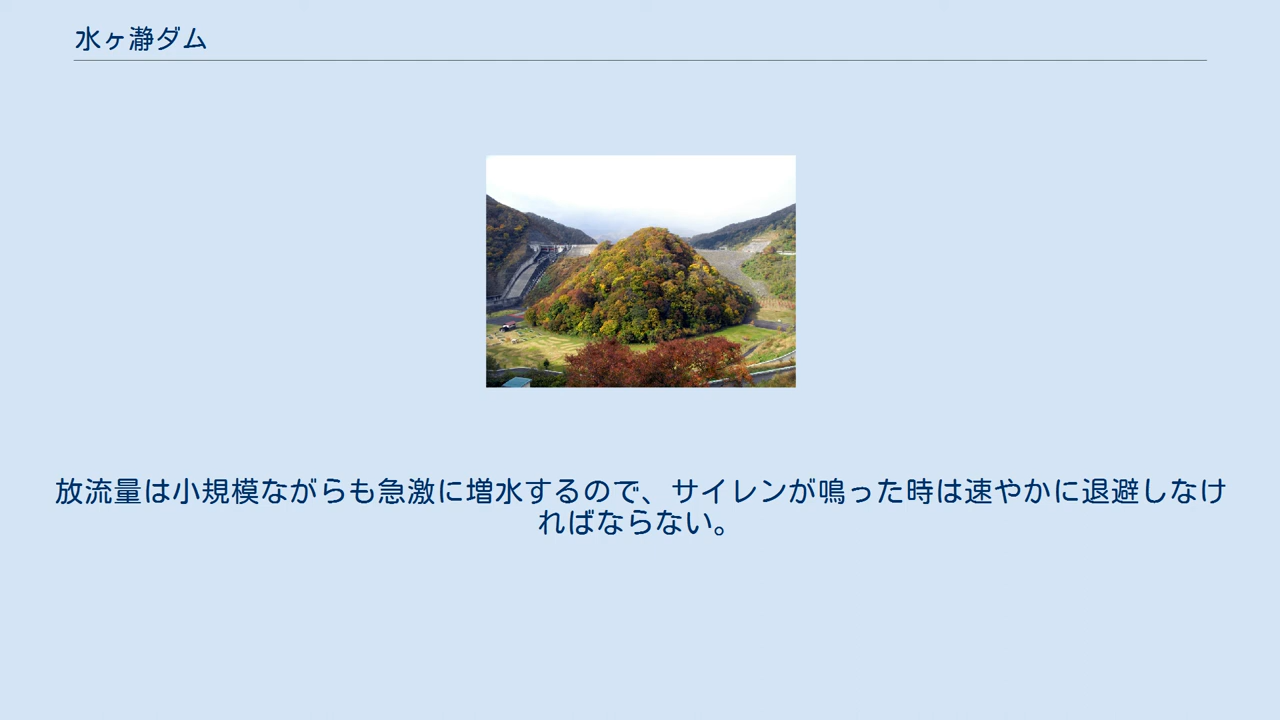 水ヶ瀞ダム
放流量は小規模ながらも急激に増水するので、サイレンが鳴った時は速やかに退避しなけ
ればならない。